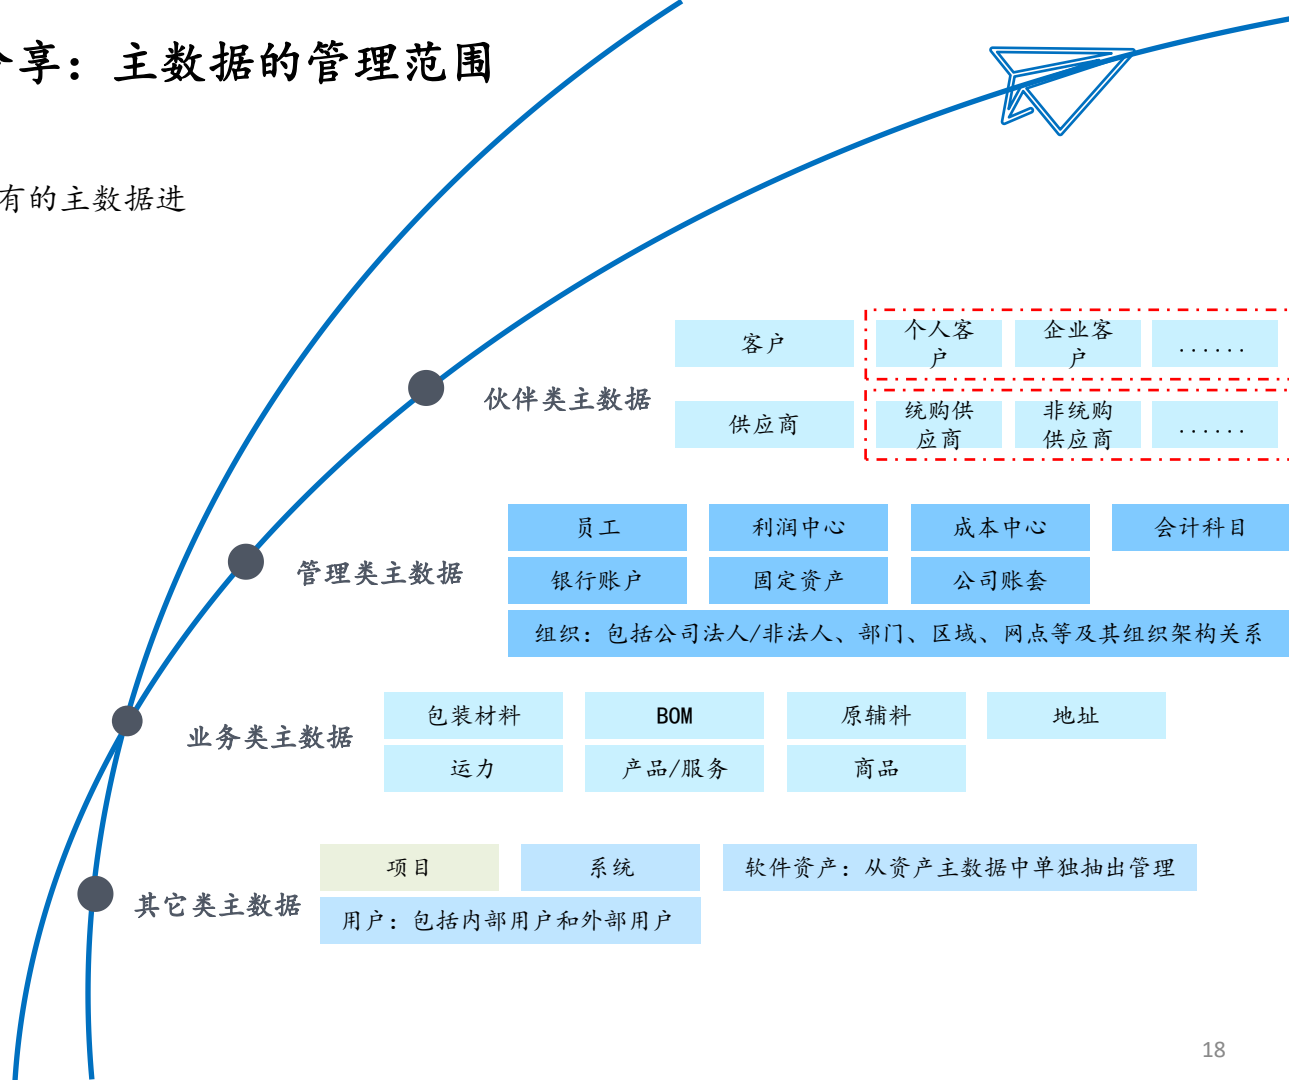 享：主数据的管理范围
有的主数据进
伙伴类主数据
客户
个人客
户
企业客
户
......
供应商
统购供
应商
非统购
供应商
......
管理类主数据
员工
利润中心
成本中心
会计科目
银行账户
固定资产
公司账套
组织：包括公司法人/非法人、部门、区域、网点等及其组织架构关系
业务类主数据
包装材料
BOM
原辅料
地址
运力
产品/服务
商品
其它类主数据
项目
系统
软件资产：从资产主数据中单独抽出管理
用户：包括内部用户和外部用户
18